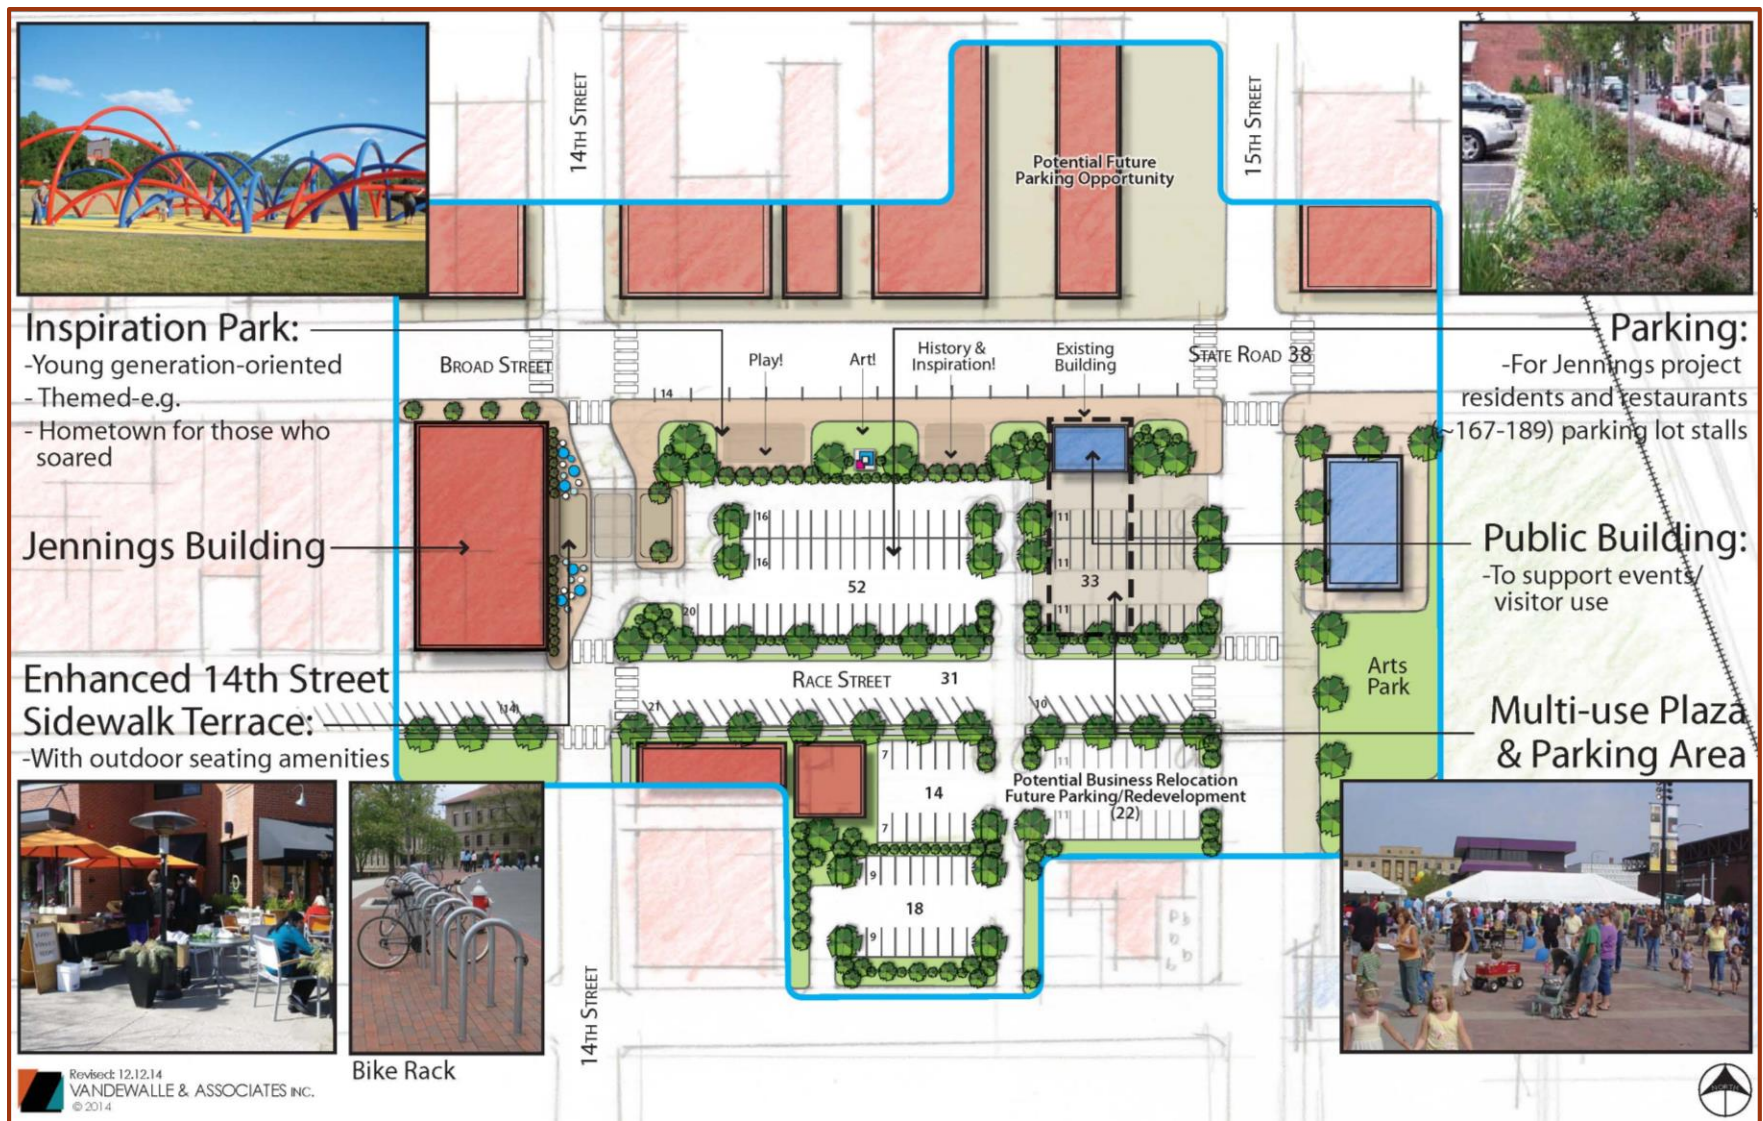 14TH STREET
15TH STREET
Potential Future
Parking Opportunity
Inspiration Park:
-Young generation-oriented
- Themed-e.g.
- Hometown for those who
soared
BROAD STREET
Play!
Art!
History &
Inspiration!
Existing
Building
STATE ROAD 38
Parking:
-For Jennings project
residents and restaurants
(~167-189) parking lot stalls
14
Jennings Building
16
11
16
11
52
33
20
11
Public Building:
-To support events/
visitor use
Enhanced 14th Street
Sidewalk Terrace:
-With outdoor seating amenities
RACE STREET
31
(14)
21
10
Arts
Park
Multi-use Plaza
& Parking Area
7
14
7
11
Potential Business Relocation
Future Parking/Redevelopment
(22)
11
9
18
9
14TH STREET
Bike Rack
Revised: 12.12.14
VANDEWALLE & ASSOCIATES INC.
© 2014
NORTH